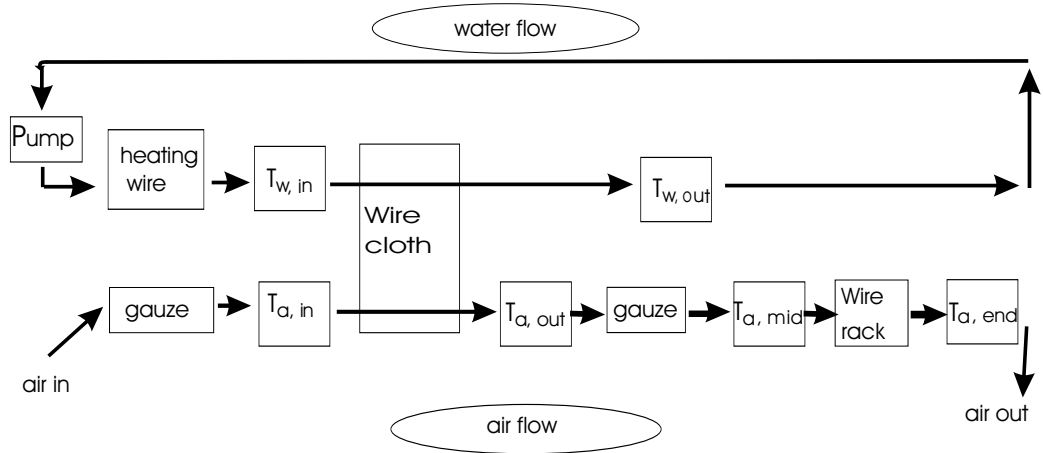 water flow
Pump
heating
wire
T w, in
T w, out
Wire
cloth
gauze
T a, in
T a, out
gauze
T a, mid
Wire
rack
T a, end
air in
air out
air flow